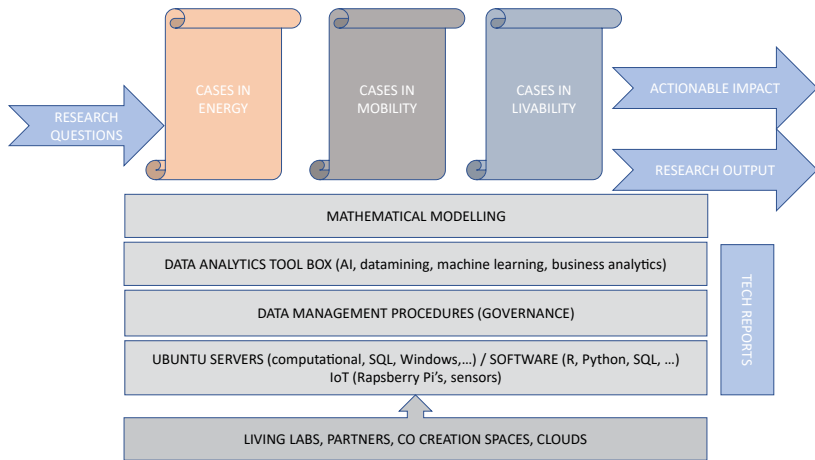 CASES IN
ENERGY
CASES IN
MOBILITY
CASES IN
LIVABILITY
ACTIONABLE IMPACT
RESEARCH
QUESTIONS
RESEARCH OUTPUT
MATHEMATICAL MODELLING
DATA ANALYTICS TOOL BOX (AI, datamining, machine learning, business analytics)
DATA MANAGEMENT PROCEDURES (GOVERNANCE)
UBUNTU SERVERS (computational, SQL, Windows,...) / SOFTWARE (R, Python, SQL, ...)
IoT (Rapsberry Pi's, sensors)
TECH REPORTS
LIVING LABS, PARTNERS, CO CREATION SPACES, CLOUDS